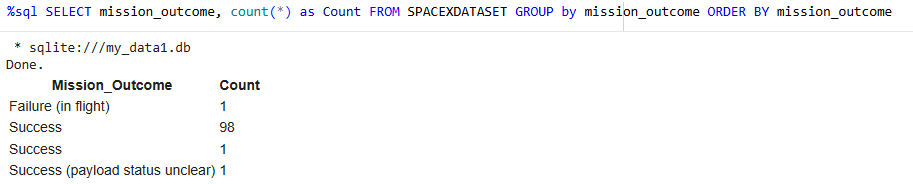 %sql SELECT mission_outcome, count(*) as Count FROM SPACEXDATASET GROUP by mission_outcome ORDER BY mission_outcome
* sqlite:///my_data1.db
Done.
Mission_Outcome Count
Failure (in flight) 1
Success 98
Success 1
Success (payload status unclear) 1